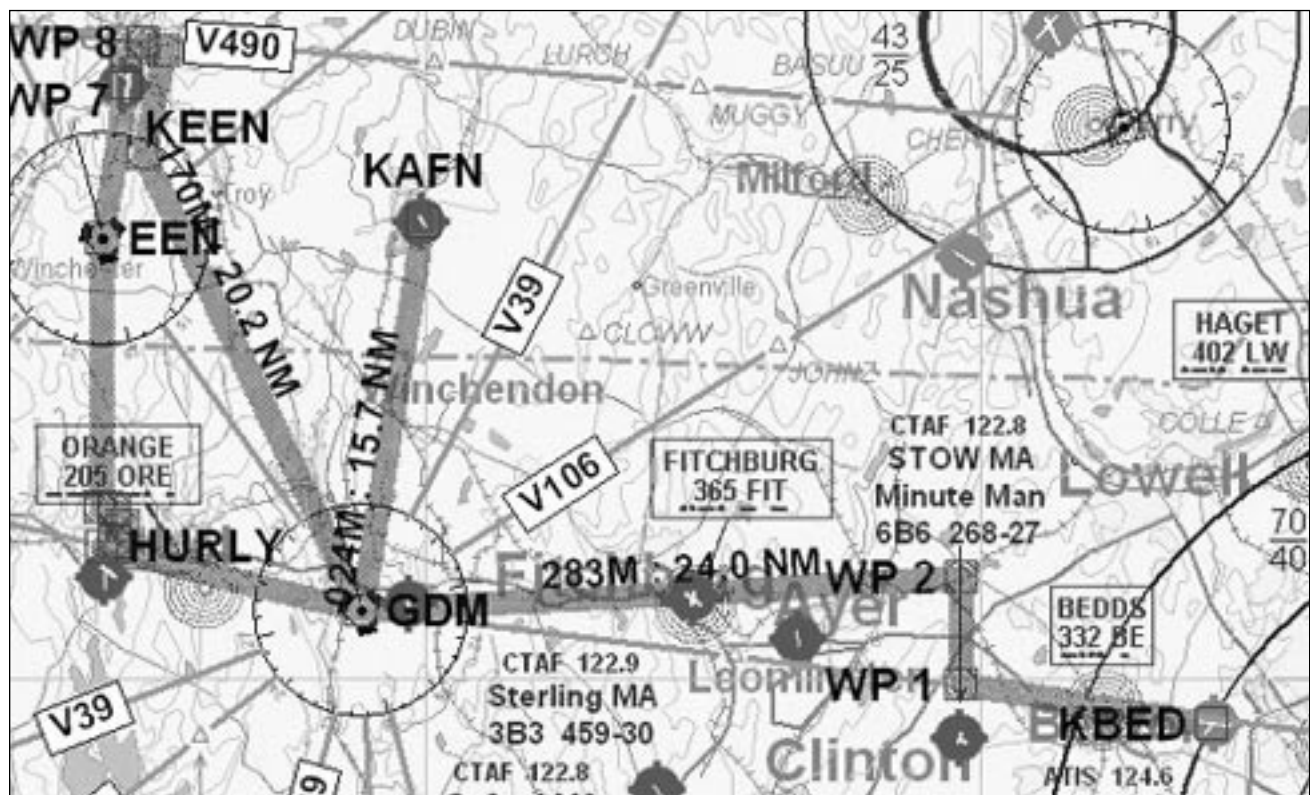 WP 8
V490
DUBIN
LURCH
BASUU
43
25
WP 7
MUGGY
KEEN
KAFN
Milford
Troy
170M
20.2 NM
EEN
Winchester
Greenville
V39
Nashua
CLOWW
HAGET
402 LW
JOHNZ
Winchendon
15.7 NM
024M:
CTAF 122.8
STOW MA
Minute Man
6B6 268-27
COLLE
Lowell
ORANGE
205 ORE
V106
FITCHBURG
365 FIT
70
40
HURLY
283M : 24.0 NM
WP 2
Ayer
GDM
BEDDS
332 BE
CTAF 122.9
Sterling MA
3B3 459-30
WP 1
KBED
V39
Clinton
CTAF 122.8
ATIS 124.6